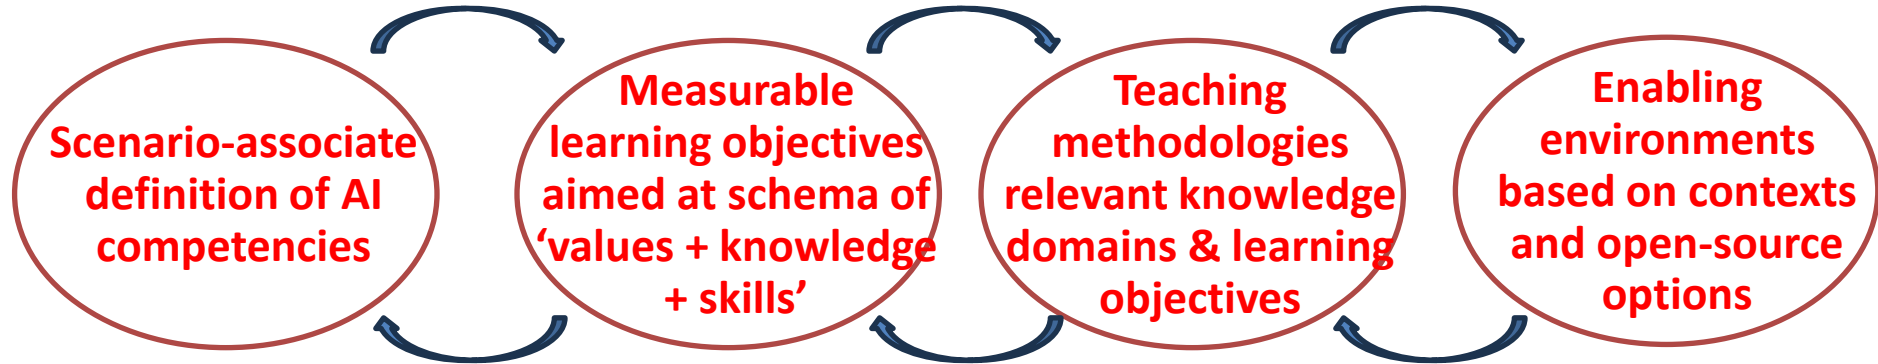 Scenario-associate
definition of AI
competencies
Measurable
learning objectives
aimed at schema of
‘values + knowledge
+ skills’
Teaching
methodologies
relevant knowledge
domains & learning
objectives
Enabling
environments
based on contexts
and open-source
options